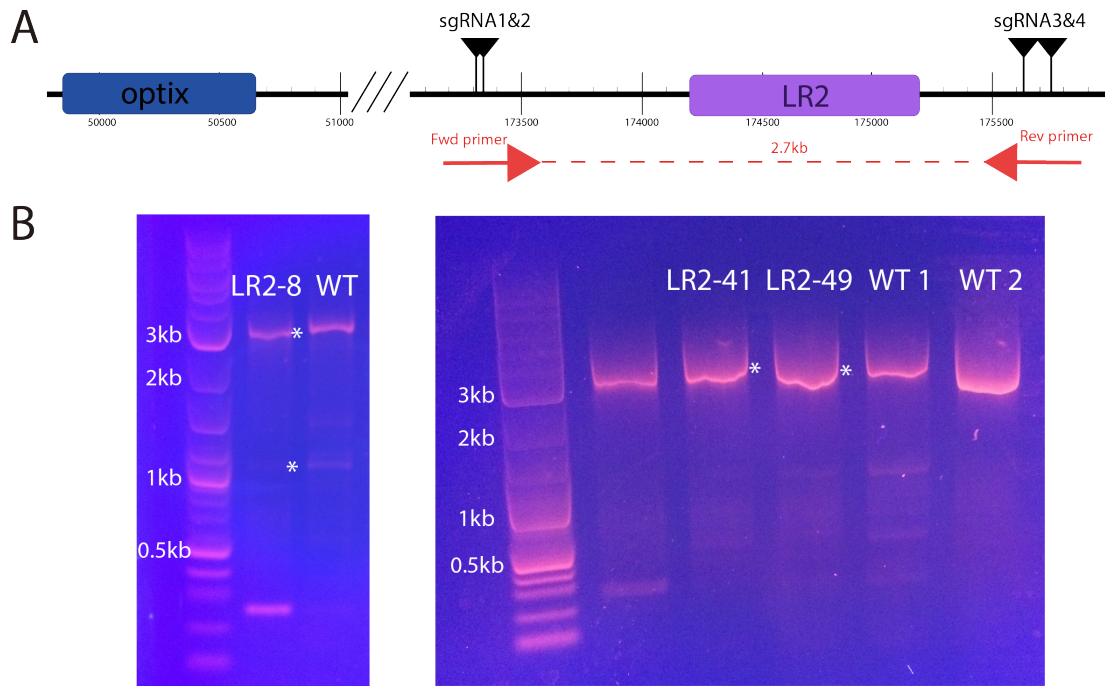 A
sgRNA1&2
sgRNA3&4
optix
LR2
50000
50500
51000
173500
174000
174500
175000
175500
Fwd primer
2.7kb
Rev primer
B
LR2-8
WT
3kb
*
2kb
1kb
*
0.5kb
LR2-41
LR2-49
WT 1
WT 2
*
*
3kb
2kb
1kb
0.5kb